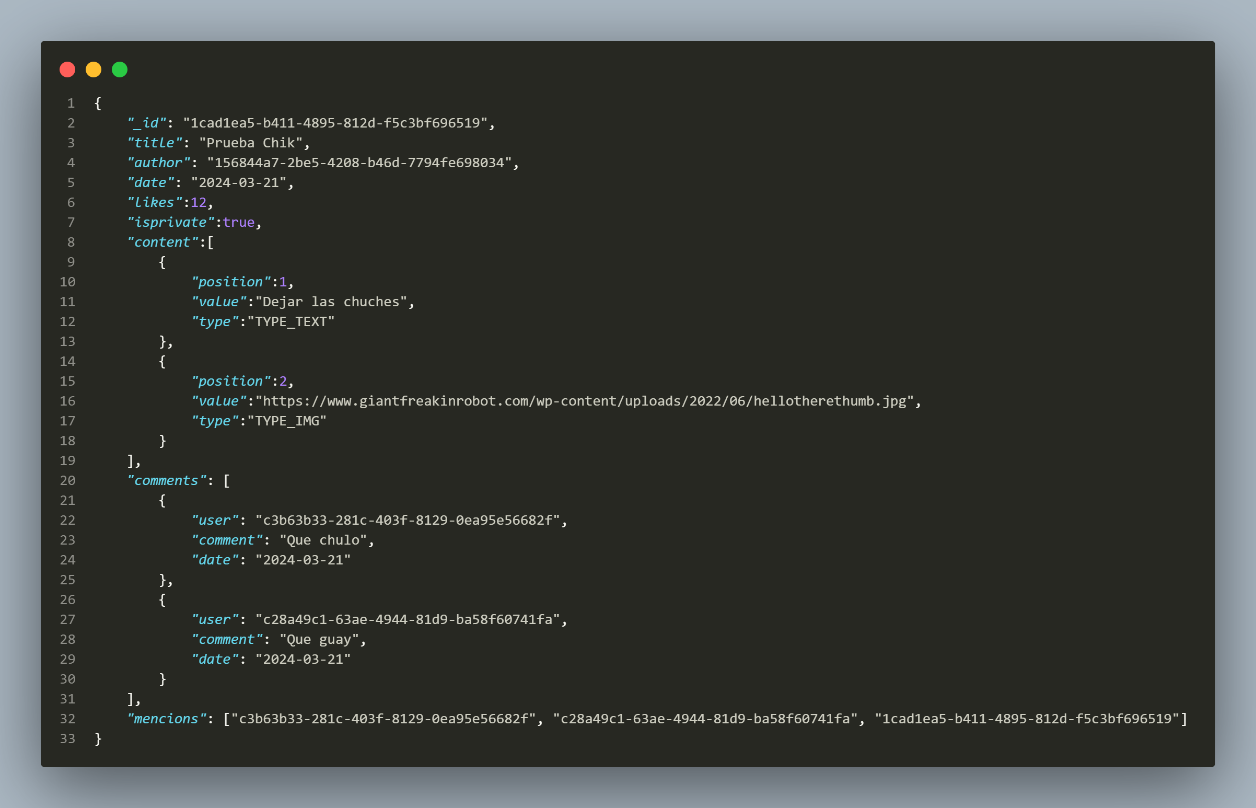 1 {
2     "_id": "1cad1ea5-b411-4895-812d-f5c3bf696519",
3     "title": "Prueba Chik",
4     "author": "156844a7-2be5-4208-b46d-7794fe698034",
5     "date": "2024-03-21",
6     "likes":12,
7     "isprivate":true,
8     "content":[
9         {
10             "position":1,
11             "value":"Dejar las chuches",
12             "type":"TYPE_TEXT"
13         },
14         {
15             "position":2,
16             "value":"https://www.giantfreakinrobot.com/wp-content/uploads/2022/06/hellotherethumb.jpg",
17             "type":"TYPE_IMG"
18         }
19     ],
20     "comments": [
21         {
22             "user": "c3b63b33-281c-403f-8129-0ea95e56682f",
23             "comment": "Que chulo",
24             "date": "2024-03-21"
25         },
26         {
27             "user": "c28a49c1-63ae-4944-81d9-ba58f60741fa",
28             "comment": "Que guay",
29             "date": "2024-03-21"
30         }
31     ],
32     "mencions": ["c3b63b33-281c-403f-8129-0ea95e56682f", "c28a49c1-63ae-4944-81d9-ba58f60741fa", "1cad1ea5-b411-4895-812d-f5c3bf696519"]
33 }